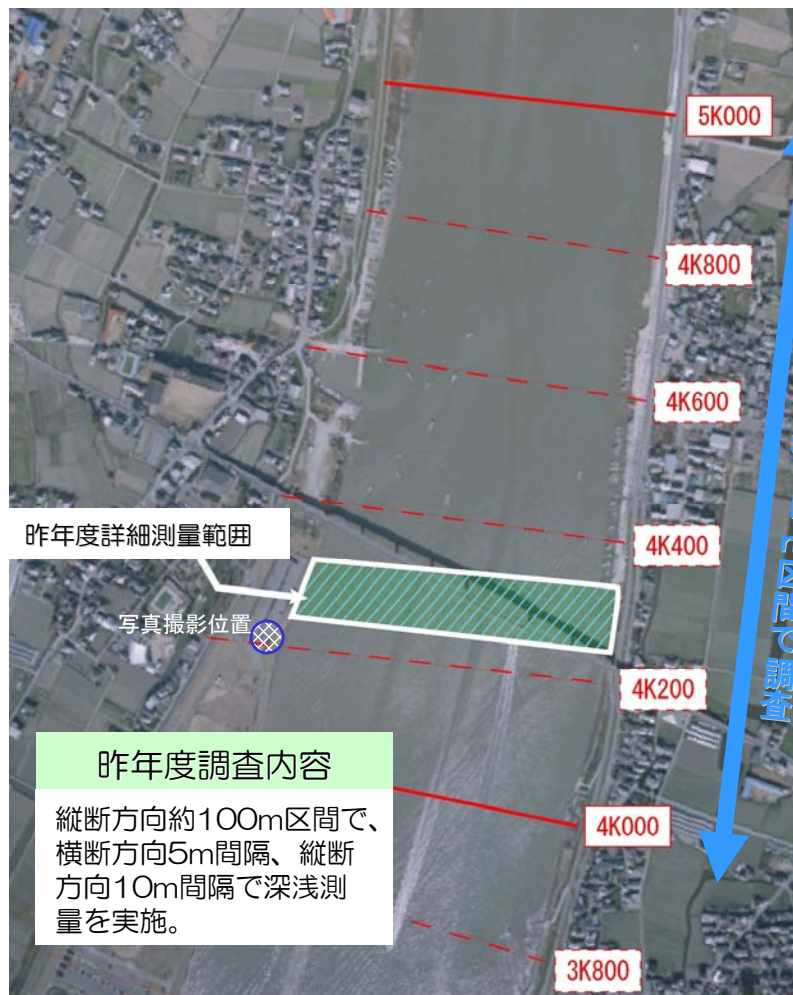 5K000
4K800
4K600
4K400
昨年度詳細測量範囲
写真撮影位置
4K200
区間で調査
昨年度調査内容
縦断方向約100m区間で、
横断方向5m間隔、縦断
方向10m間隔で深浅測
量を実施。
4K000
3K800